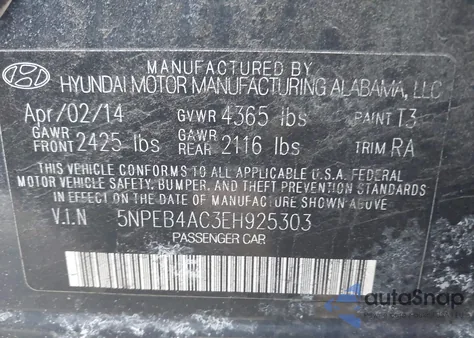 MANUFACTURED BY
HYUNDAI MOTOR MANUFACTURING ALABAMA, LLC
Apr/02/14 GVWR 4365 lbs PAINT T3
GAWR FRONT 2425 lbs GAWR REAR 2116 lbs TRIM RA
THIS VEHICLE CONFORMS TO ALL APPLICABLE U.S.A. FEDERAL
MOTOR VEHICLE SAFETY, BUMPER, AND THEFT PREVENTION
STANDARDS IN EFFECT ON THE DATE OF MANUFACTURE SHOWN ABOVE.
V.I.N 5NPEB4AC3EH925303
PASSENGER CAR
autoSnap